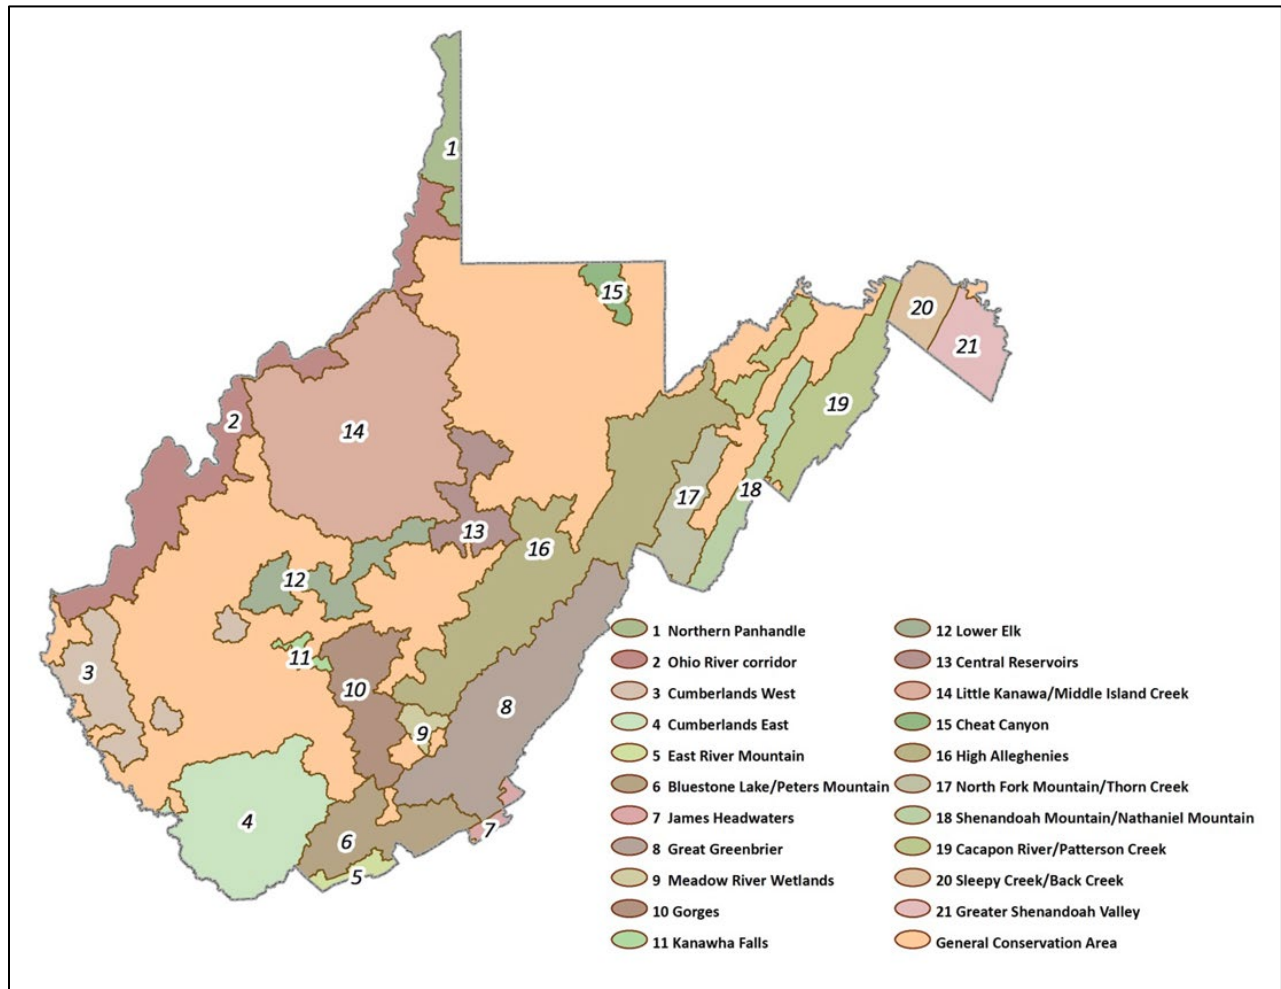 1
15
20
21
2
14
19
17
18
13
16
12
11
3
10
8
9
4
7
6
5
1 Northern Panhandle
2 Ohio River corridor
3 Cumberlands West
4 Cumberlands East
5 East River Mountain
6 Bluestone Lake/Peters Mountain
7 James Headwaters
8 Great Greenbrier
9 Meadow River Wetlands
10 Gorges
11 Kanawha Falls
12 Lower Elk
13 Central Reservoirs
14 Little Kanawa/Middle Island Creek
15 Cheat Canyon
16 High Alleghenies
17 North Fork Mountain/Thorn Creek
18 Shenandoah Mountain/Nathaniel Mountain
19 Cacapon River/Patterson Creek
20 Sleepy Creek/Back Creek
21 Greater Shenandoah Valley
General Conservation Area